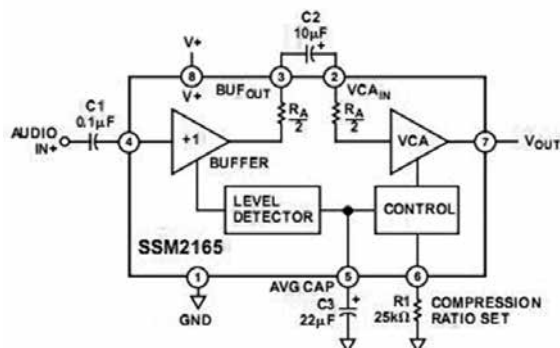 C2
10µF
+
V+
8
V+
3
BUFOUT
2
VCAIN
C1
0.1µF
AUDIO
IN+
4
+1
BUFFER
RA
2
RA
2
VCA
7
VOUT
LEVEL
DETECTOR
CONTROL
SSM2165
1
GND
AVG CAP
5
6
C3
22µF
+
R1
25kΩ
COMPRESSION
RATIO SET